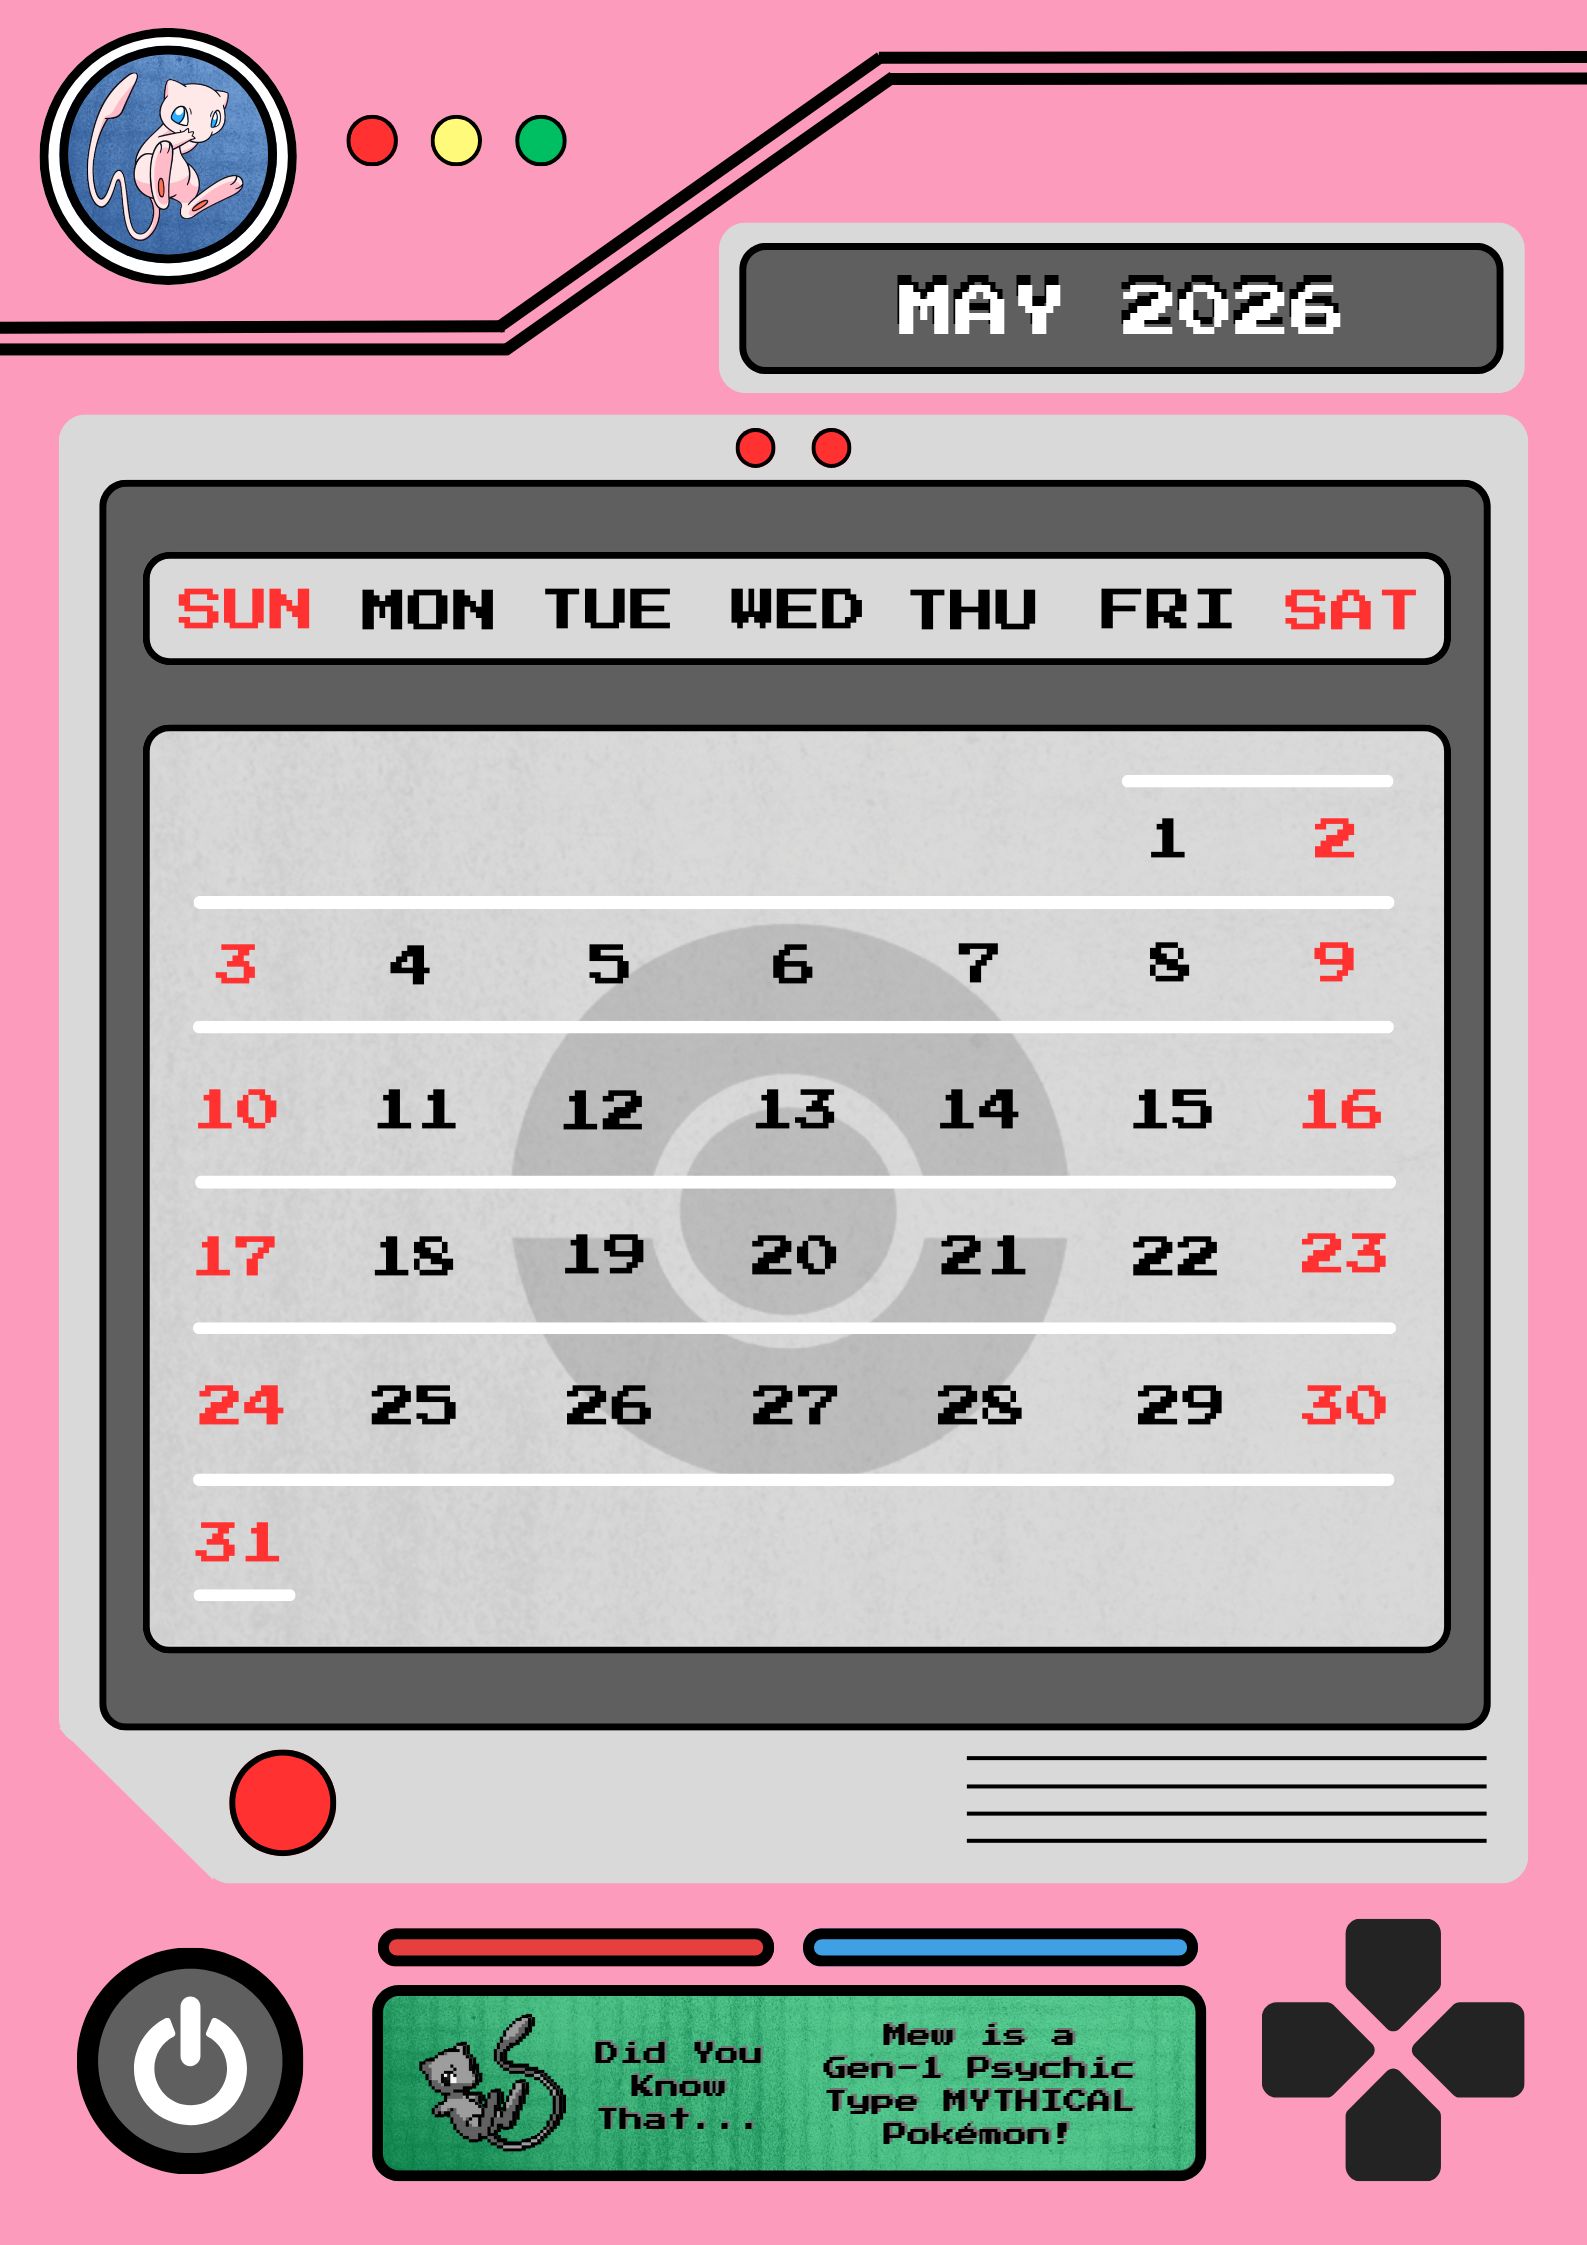 MAY 2026
SUN MON TUE WED THU FRI SAT
1 2
3 4 5 6 7 8 9
10 11 12 13 14 15 16
17 18 19 20 21 22 23
24 25 26 27 28 29 30
31
Did You
Know
That...
Mew is a
Gen-1 Psychic
Type MYTHICAL
Pokémon!